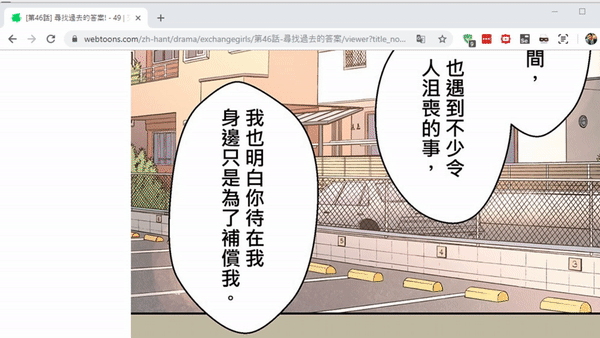 [第46話] 尋找過去的答案! - 49 |
webtoons.com/zh-hant/drama/exchangegirls/第46話-尋找過去的答案/viewer?title_no...
間，
也遇到不少令
人沮喪的事，
我也明白你待在我
身邊只是為了補償我。
5
4
3